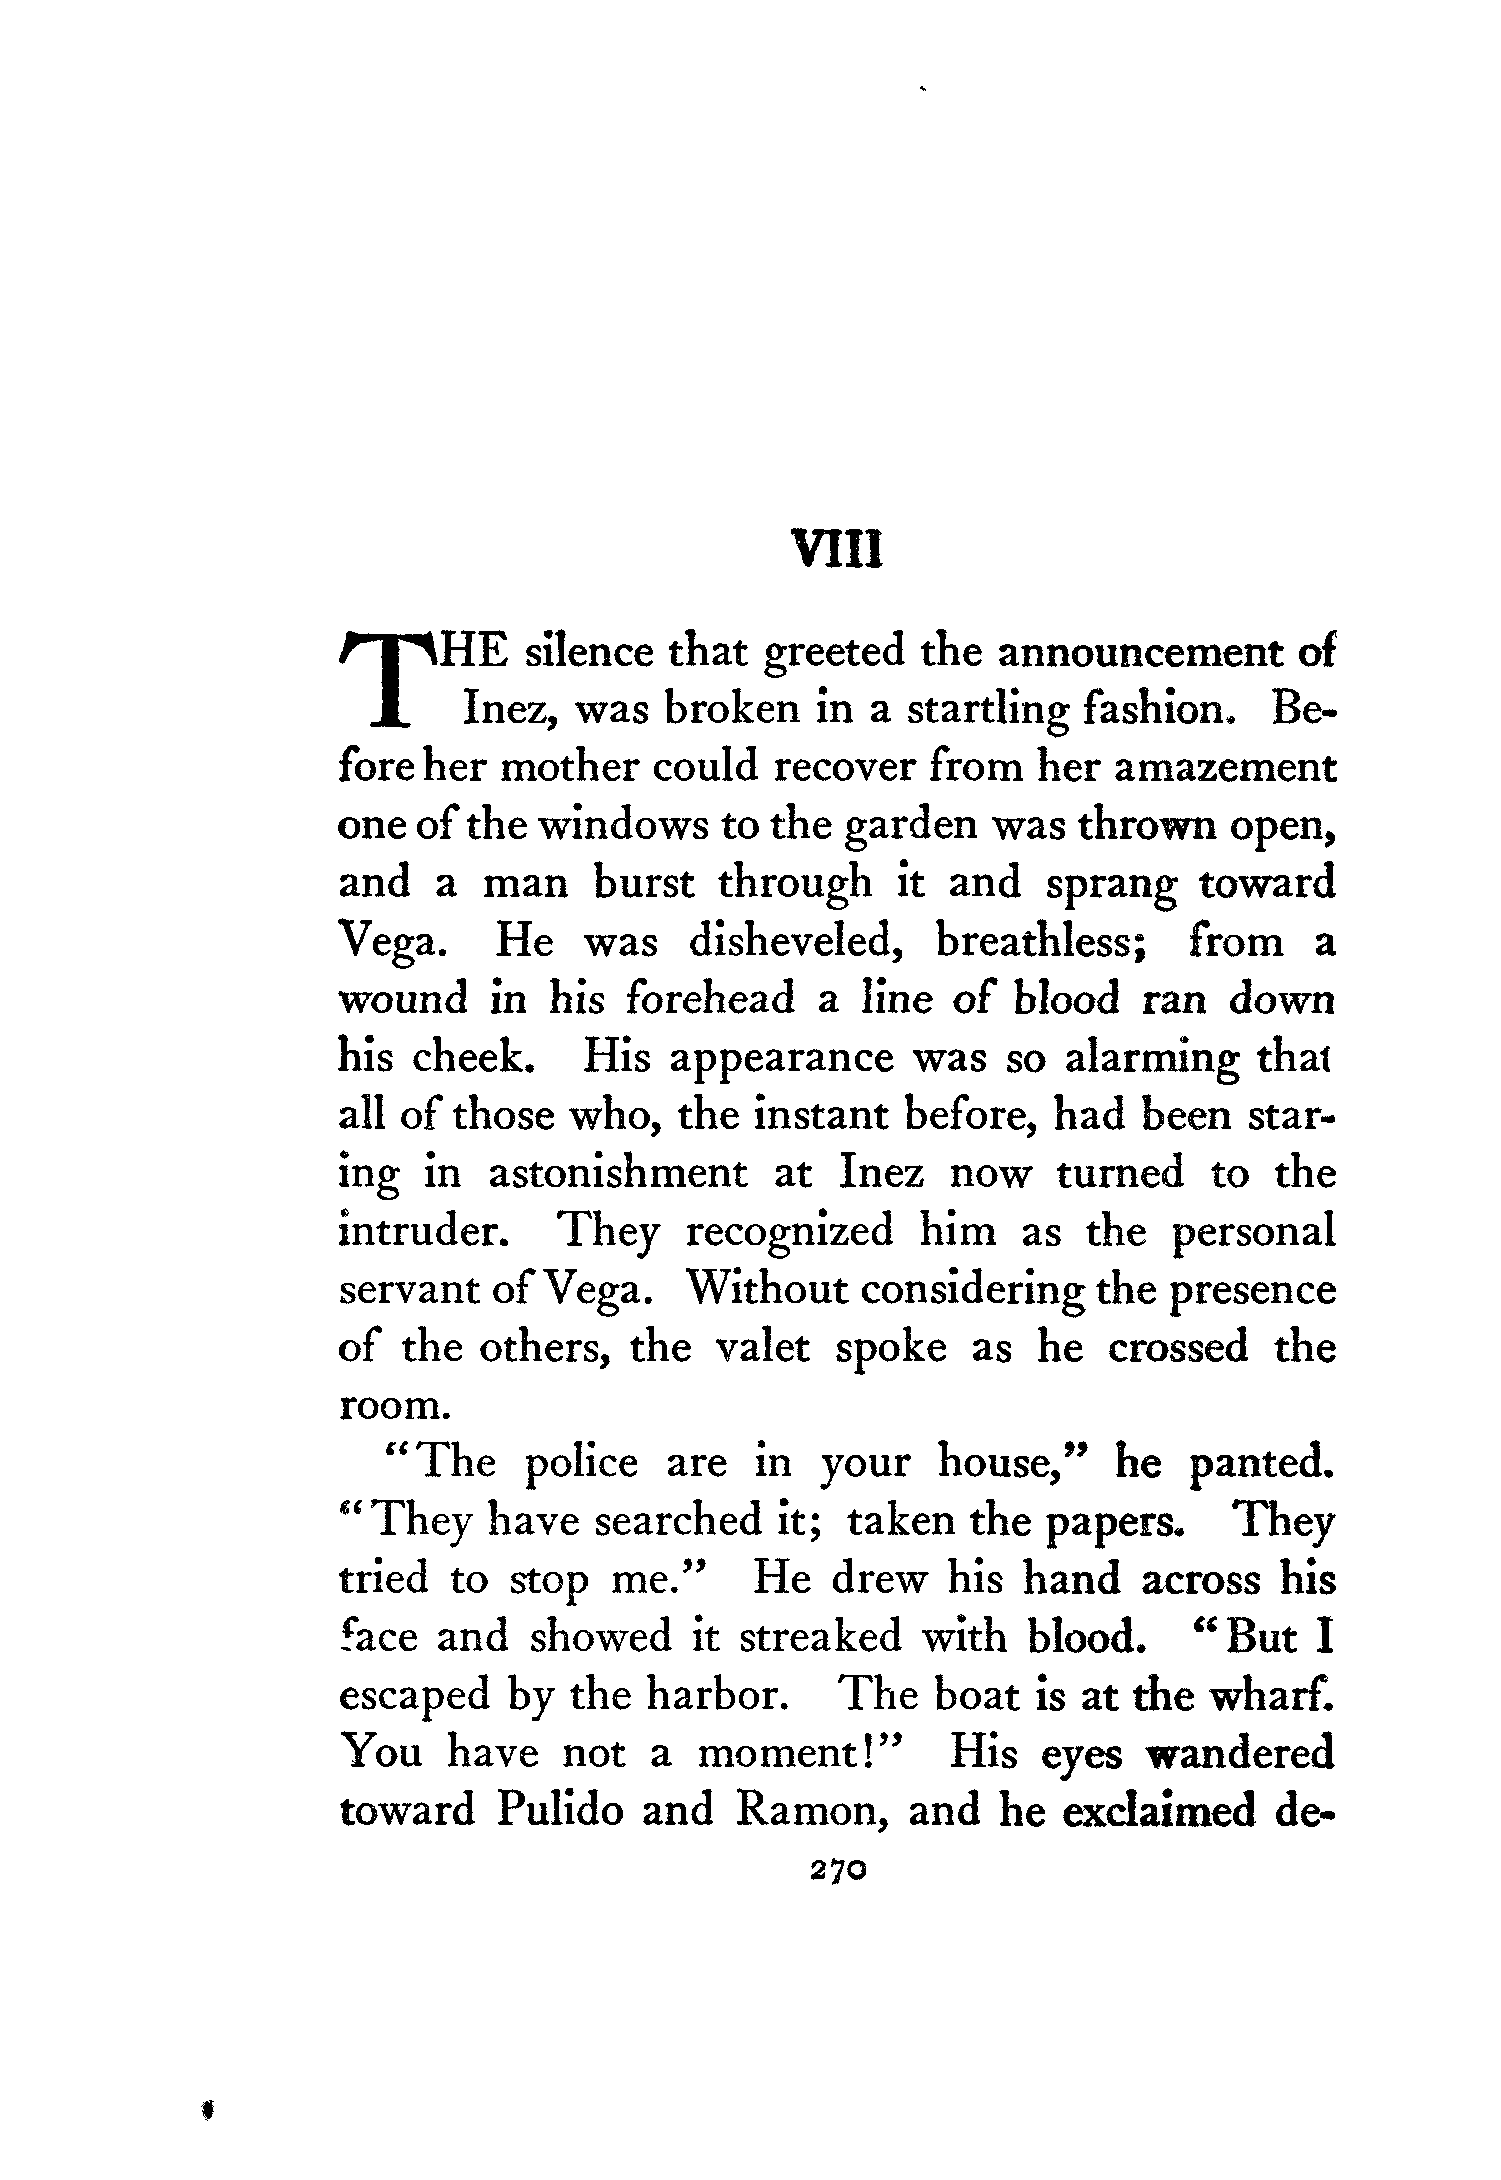 VIII
THE silence that greeted the announcement of
Inez, was broken in a startling fashion. Be-
fore her mother could recover from her amazement
one of the windows to the garden was thrown open,
and a man burst through it and sprang toward
Vega. He was disheveled, breathless; from a
wound in his forehead a line of blood ran down
his cheek. His appearance was so alarming that
all of those who, the instant before, had been star-
ing in astonishment at Inez now turned to the
intruder. They recognized him as the personal
servant of Vega. Without considering the presence
of the others, the valet spoke as he crossed the
room.
"The police are in your house," he panted.
"They have searched it; taken the papers. They
tried to stop me." He drew his hand across his
face and showed it streaked with blood. "But I
escaped by the harbor. The boat is at the wharf.
You have not a moment!" His eyes wandered
toward Pulido and Ramon, and he exclaimed de-
270